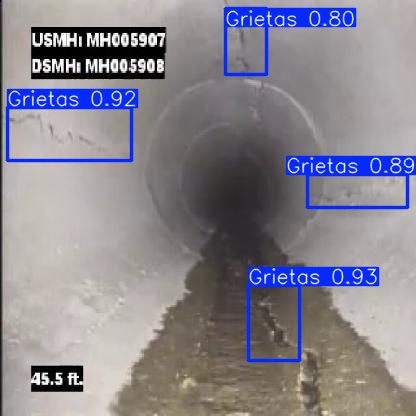 Grietas 0.80
USMH: MH005907
DSMH: MH005908
Grietas 0.92
Grietas 0.89
Grietas 0.93
45.5 ft.